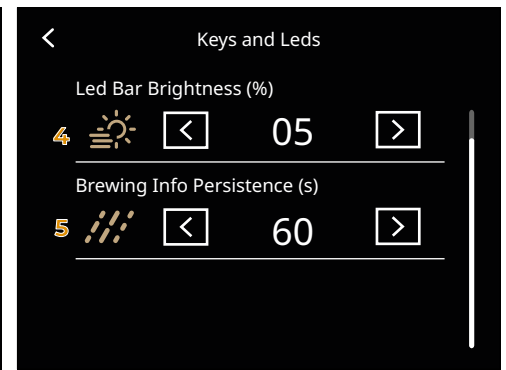 Keys and Leds
Led Bar Brightness (%)
4 05
Brewing Info Persistence (s)
5 60